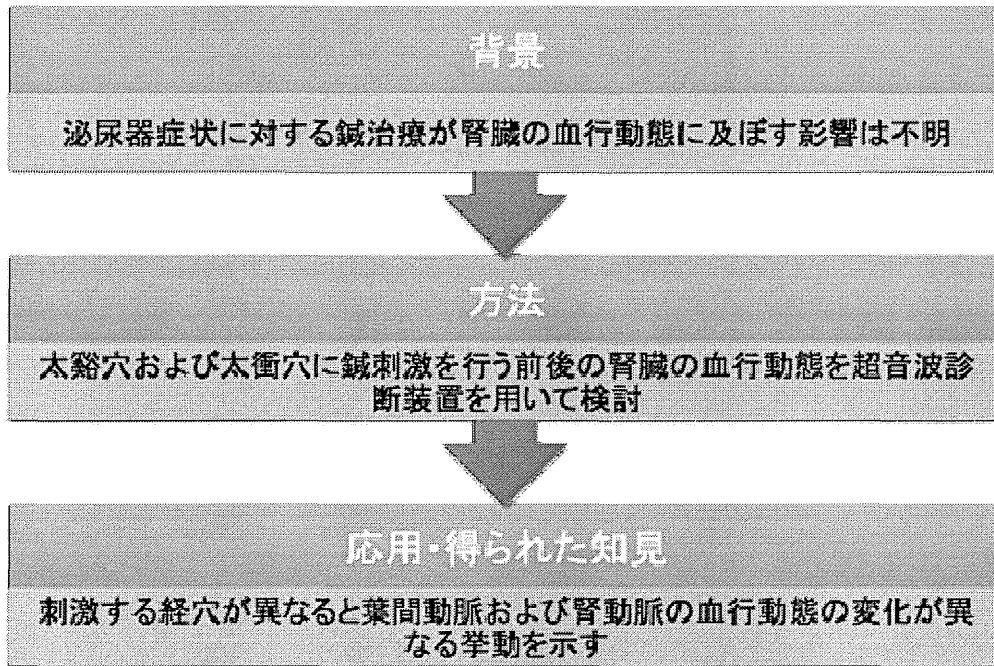 背景
泌尿器症状に対する鍼治療が腎臓の血行動態に及ぼす影響は不明
方法
太谿穴および太衝穴に鍼刺激を行う前後の腎臓の血行動態を超音波診
断装置を用いて検討
応用・得られた知見
刺激する経穴が異なると葉間動脈および腎動脈の血行動態の変化が異
なる挙動を示す